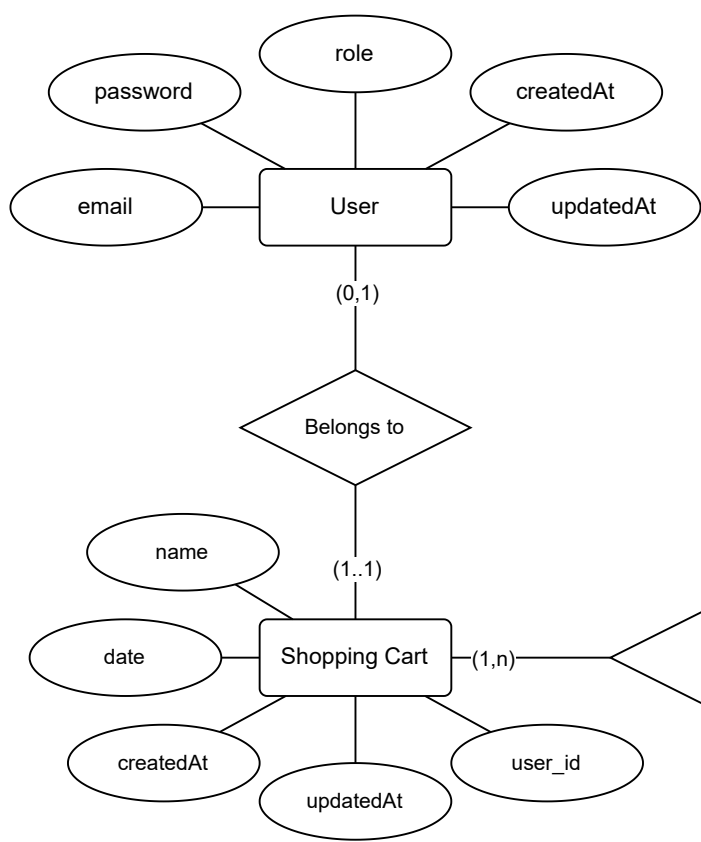 role
password
createdAt
email
User
updatedAt
(0,1)
Belongs to
name
(1..1)
date
Shopping Cart
(1,n)
createdAt
updatedAt
user_id